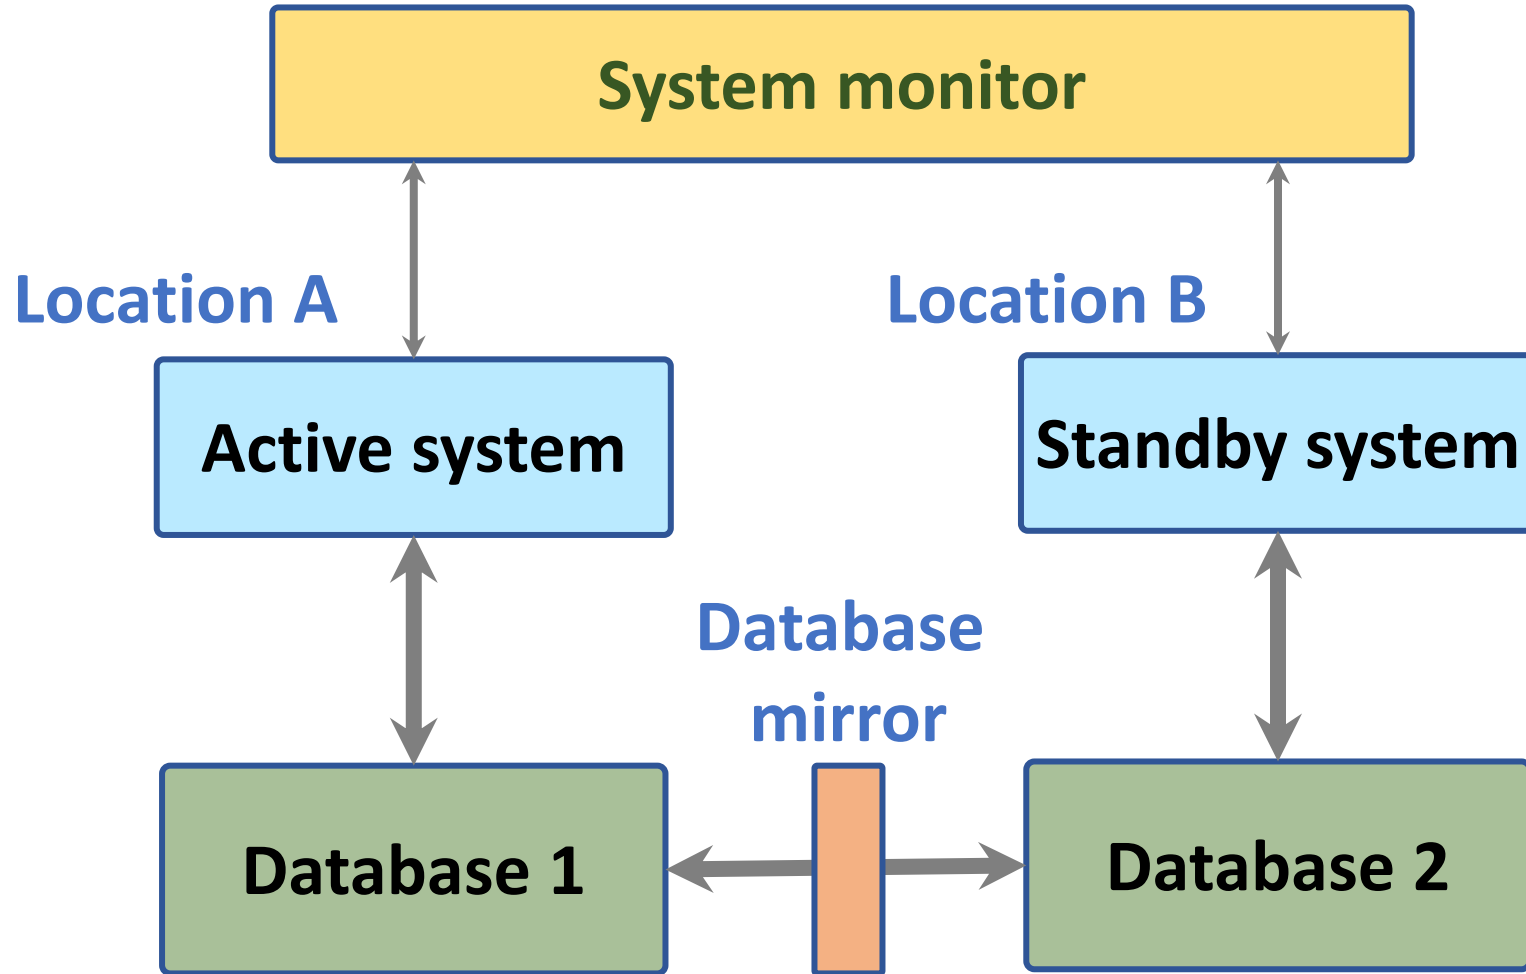 System monitor
Location A
Location B
Active system
Standby system
Database
mirror
Database 1
Database 2